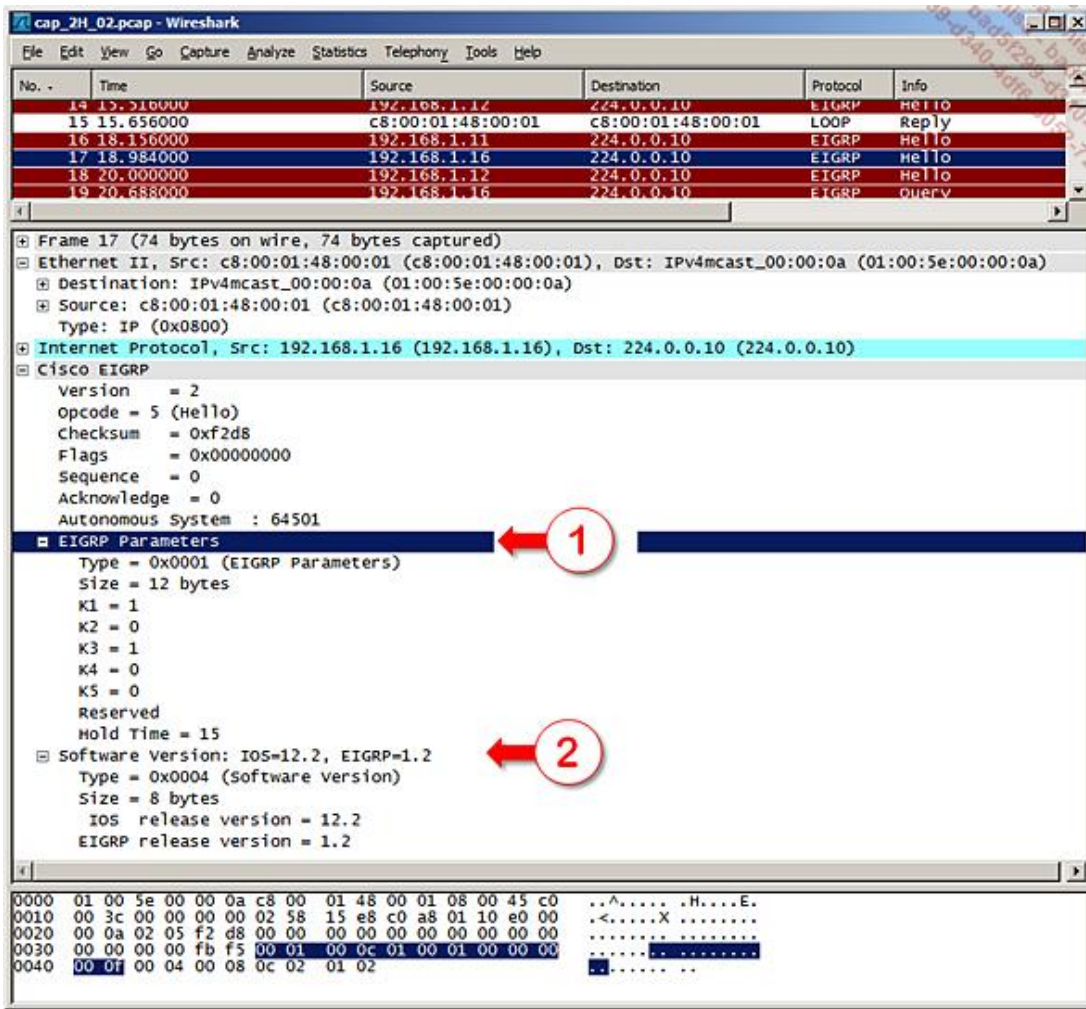 cap_2H_02.pcap - Wireshark
File Edit View Go Capture Analyze Statistics Telephony Tools Help
No. - Time Source Destination Protocol Info
14 15.516000 192.168.1.12 224.0.0.10 EIGRP Hello
15 15.656000 c8:00:01:48:00:01 c8:00:01:48:00:01 LOOP Reply
16 18.156000 192.168.1.11 224.0.0.10 EIGRP Hello
17 18.984000 192.168.1.16 224.0.0.10 EIGRP Hello
18 20.000000 192.168.1.12 224.0.0.10 EIGRP Hello
19 20.688000 192.168.1.16 224.0.0.10 EIGRP Query
Frame 17 (74 bytes on wire, 74 bytes captured)
Ethernet II, Src: c8:00:01:48:00:01 (c8:00:01:48:00:01), Dst: IPv4mcast_00:00:0a (01:00:5e:00:00:0a)
Destination: IPv4mcast_00:00:0a (01:00:5e:00:00:0a)
Source: c8:00:01:48:00:01 (c8:00:01:48:00:01)
Type: IP (0x0800)
Internet Protocol, Src: 192.168.1.16 (192.168.1.16), Dst: 224.0.0.10 (224.0.0.10)
Cisco EIGRP
Version = 2
Opcode = 5 (Hello)
Checksum = 0xf2d8
Flags = 0x00000000
Sequence = 0
Acknowledge = 0
Autonomous System : 64501
EIGRP Parameters 1
Type = 0x0001 (EIGRP Parameters)
Size = 12 bytes
K1 = 1
K2 = 0
K3 = 1
K4 = 0
K5 = 0
Reserved
Hold Time = 15
Software Version: IOS=12.2, EIGRP=1.2 2
Type = 0x0004 (Software Version)
Size = 8 bytes
IOS release version = 12.2
EIGRP release version = 1.2
0000 01 00 5e 00 00 0a c8 00 01 48 00 01 08 00 45 c0 ..^..... .H....E.
0010 00 3c 00 00 00 00 02 58 15 e8 c0 a8 01 10 e0 00 .<.....X ........
0020 00 0a 02 05 f2 d8 00 00 00 00 00 00 00 00 00 00 ........ ........
0030 00 00 00 00 fb f5 00 01 00 0c 01 00 01 00 00 00 ........ ........
0040 00 0f 00 04 00 08 0c 02 01 02 ........ ..